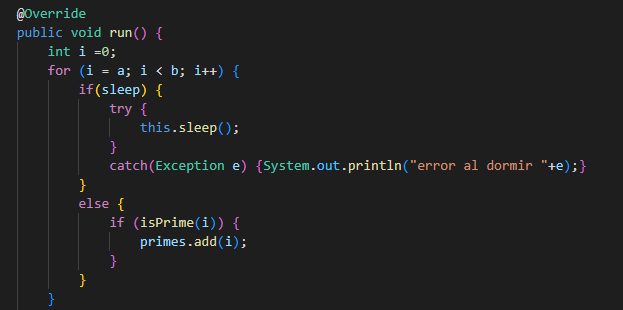 @Override
public void run() {
    int i =0;
    for (i = a; i < b; i++) {
        if(sleep) {
            try {
                this.sleep();
            }
            catch(Exception e) {System.out.println("error al dormir "+e);}
        }
        else {
            if (isPrime(i)) {
                primes.add(i);
            }
        }
    }